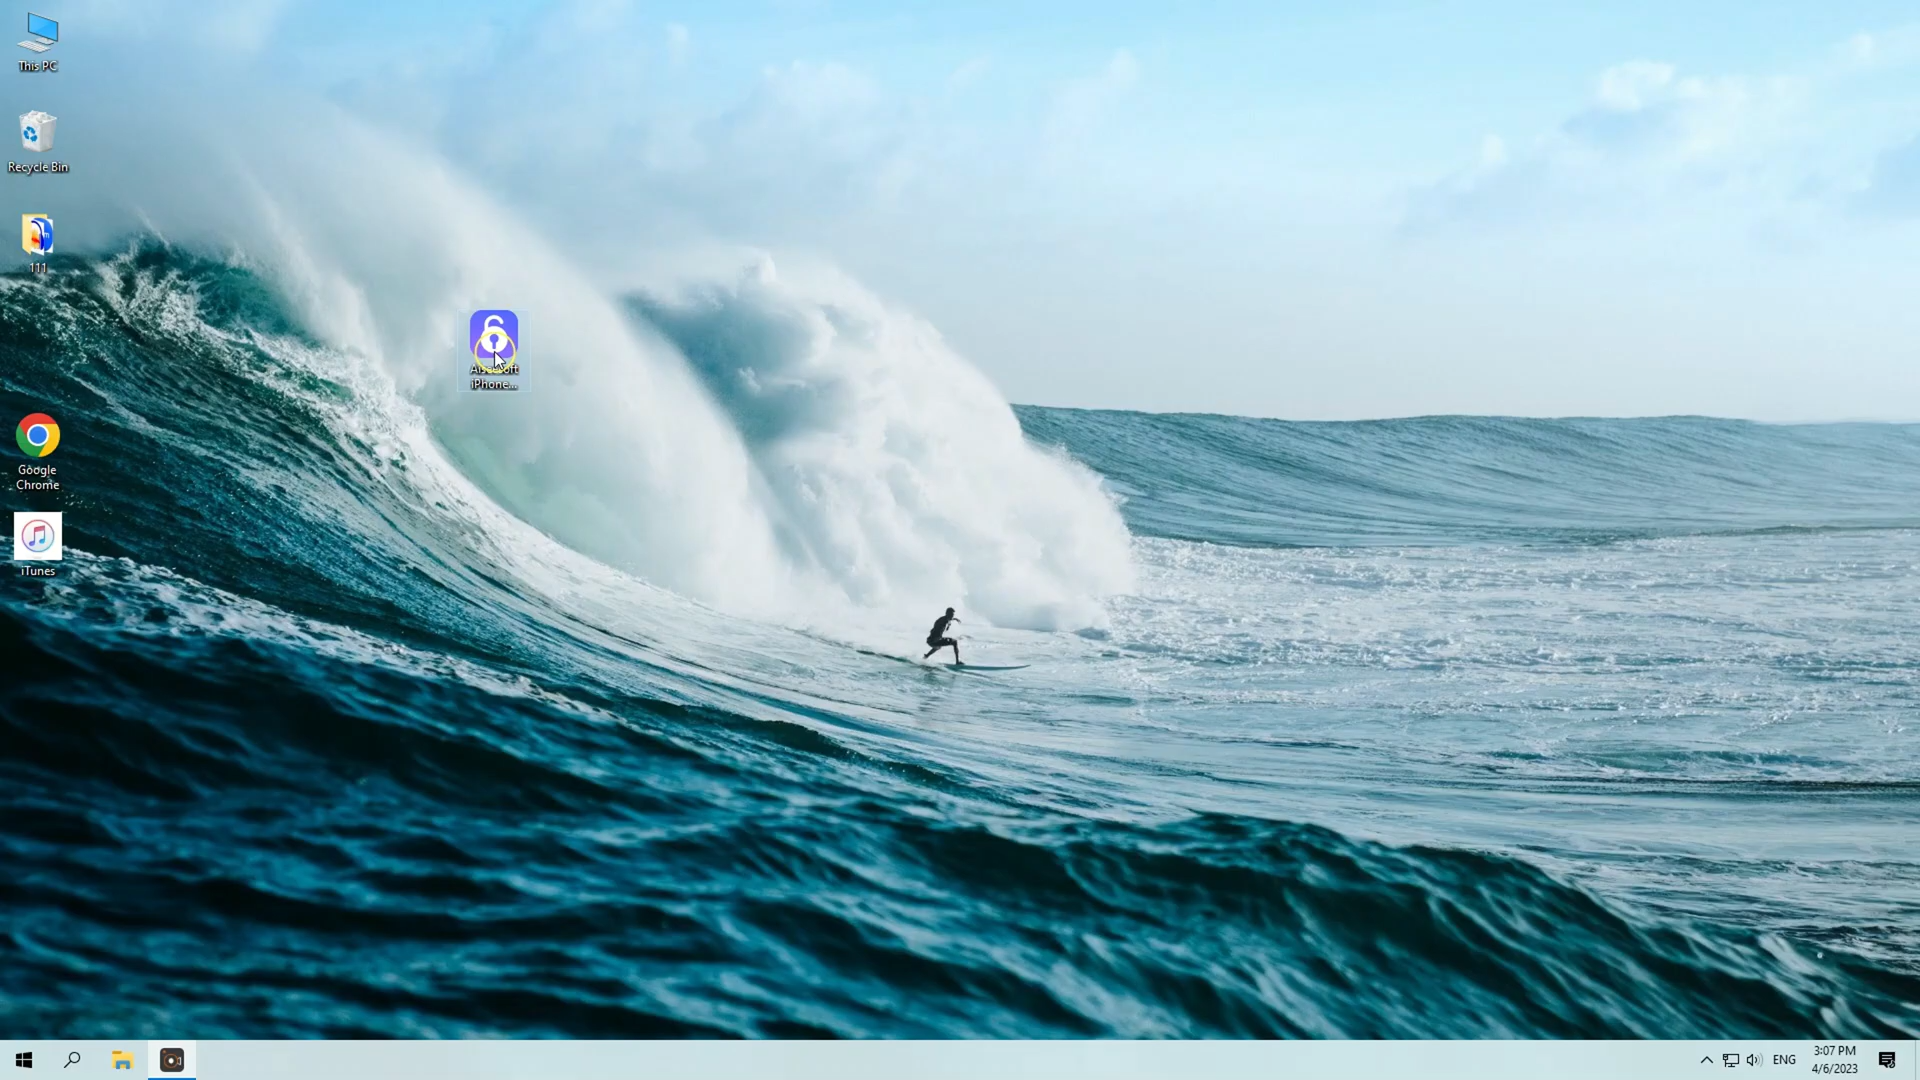 This PC
Recycle Bin
111
iPhone...
Google
Chrome
iTunes
ENG
3:07 PM
4/6/2023